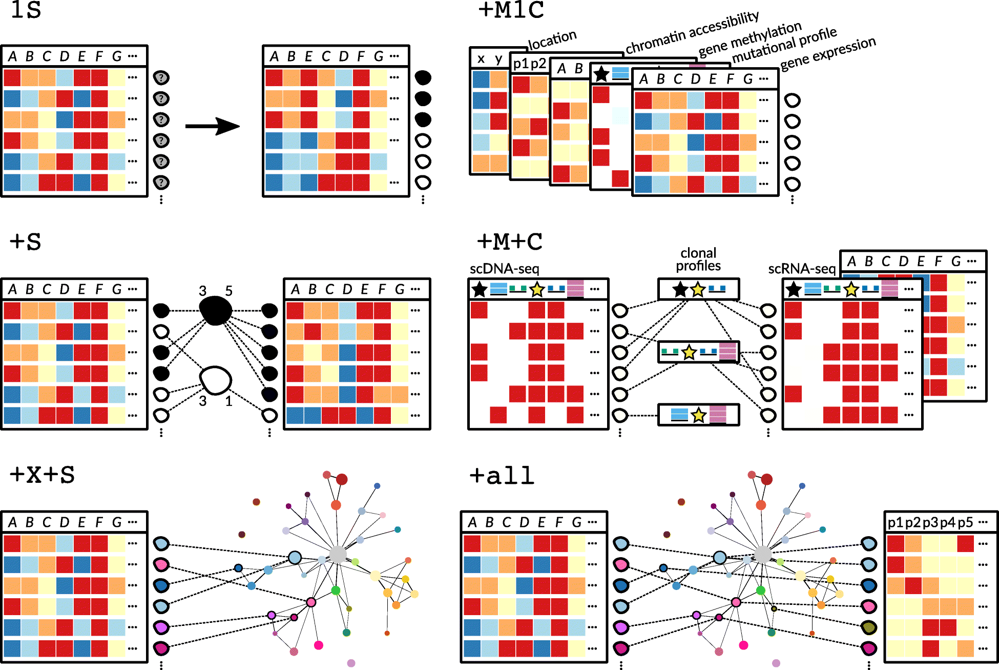 1S
A B C D E F G ...
? 
?
?
?
?
?
A B E C D F G ...
+M1C
location
chromatin accessibility
gene methylation
mutational profile
gene expression
x y
p1 p2
A B
A B C D E F G ...
+S
A B C D E F G ...
3 5
3 1
A B C D E F G ...
+M+C
scDNA-seq
clonal
profiles
scRNA-seq
A B C D E F G ...
+X+S
A B C D E F G ...
+all
A B C D E F G ...
p1 p2 p3 p4 p5 ...